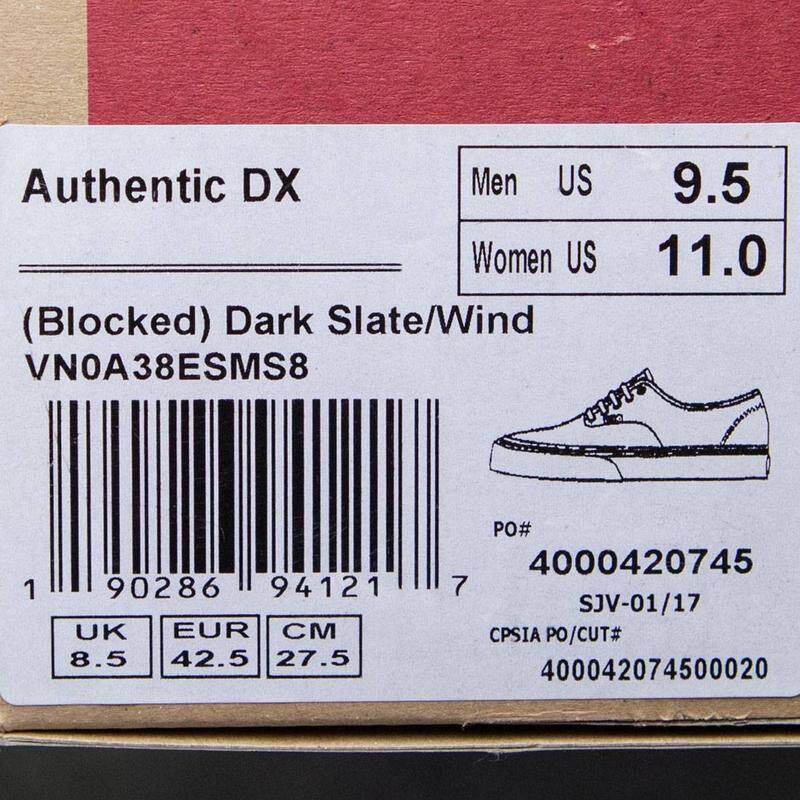 Authentic DX
Men US 9.5
Women US 11.0
(Blocked) Dark Slate/Wind
VN0A38ESMS8
1 90286 94121 7
PO#
4000420745
SJV-01/17
CPSIA PO/CUT#
400042074500020
UK EUR CM
8.5 42.5 27.5